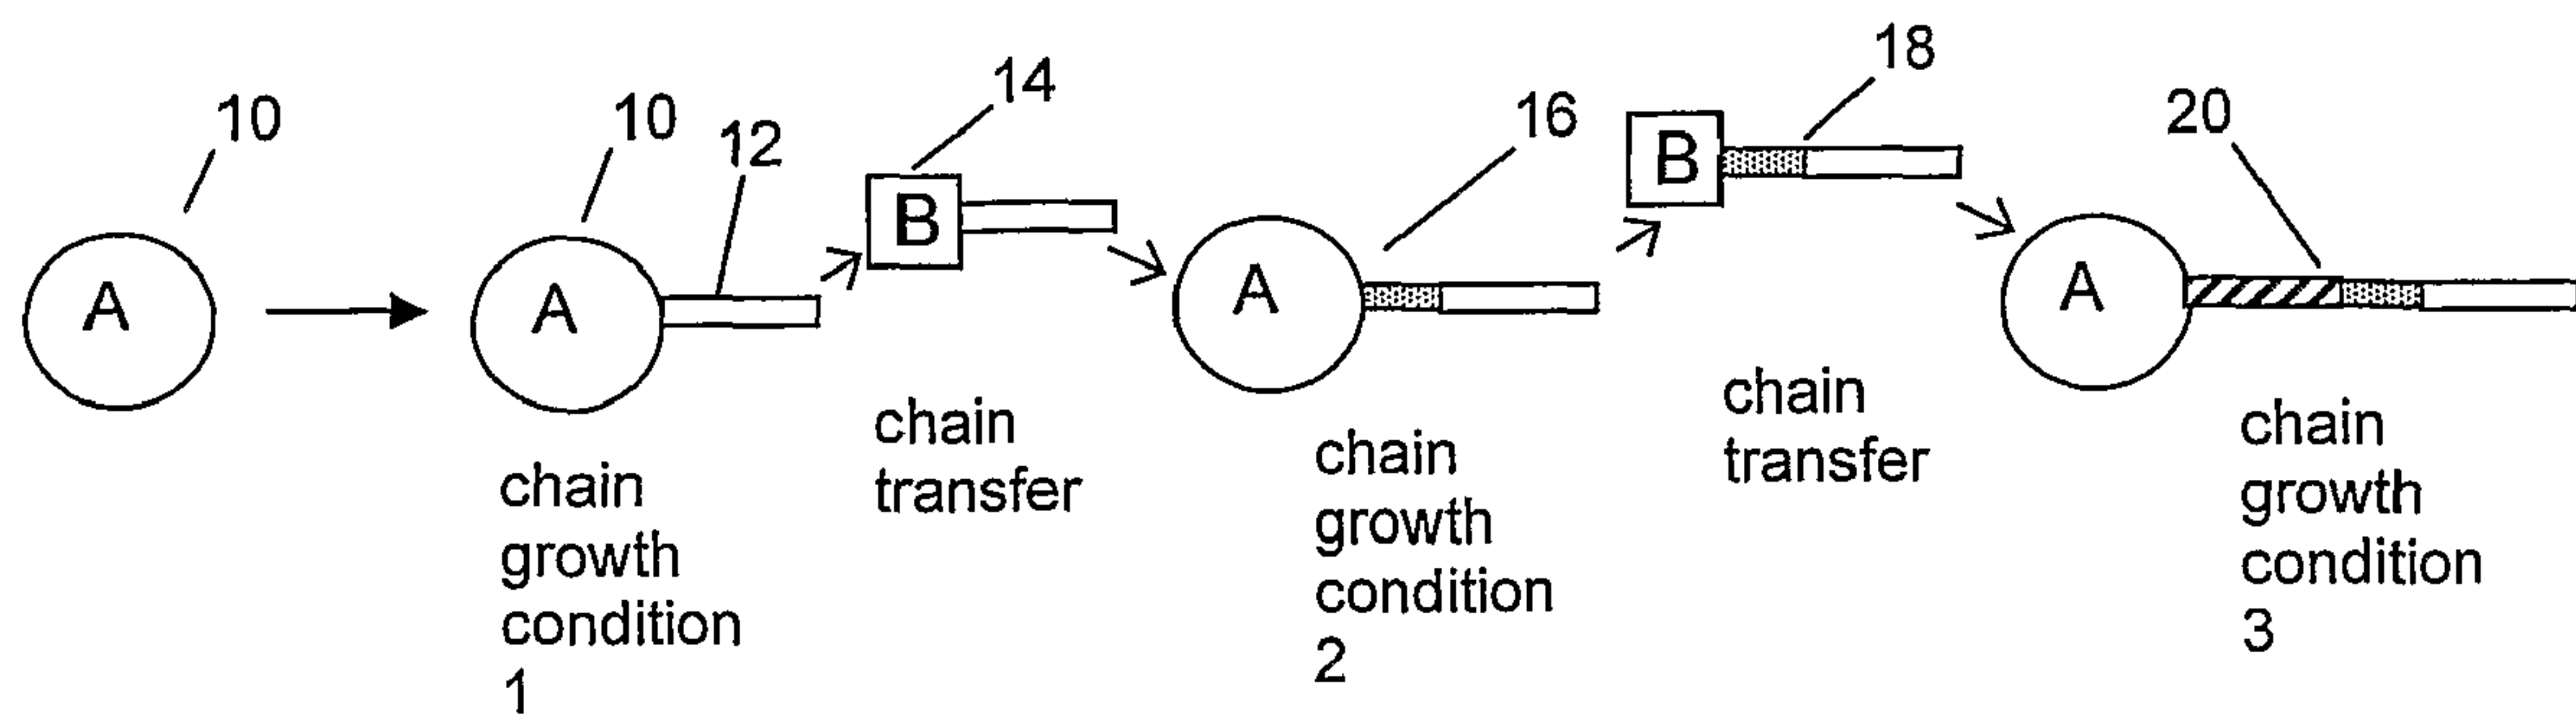 10
A
10
12
A
chain
growth
condition
1
14
B
chain
transfer
16
A
chain
growth
condition
2
18
B
chain
transfer
20
A
chain
growth
condition
3